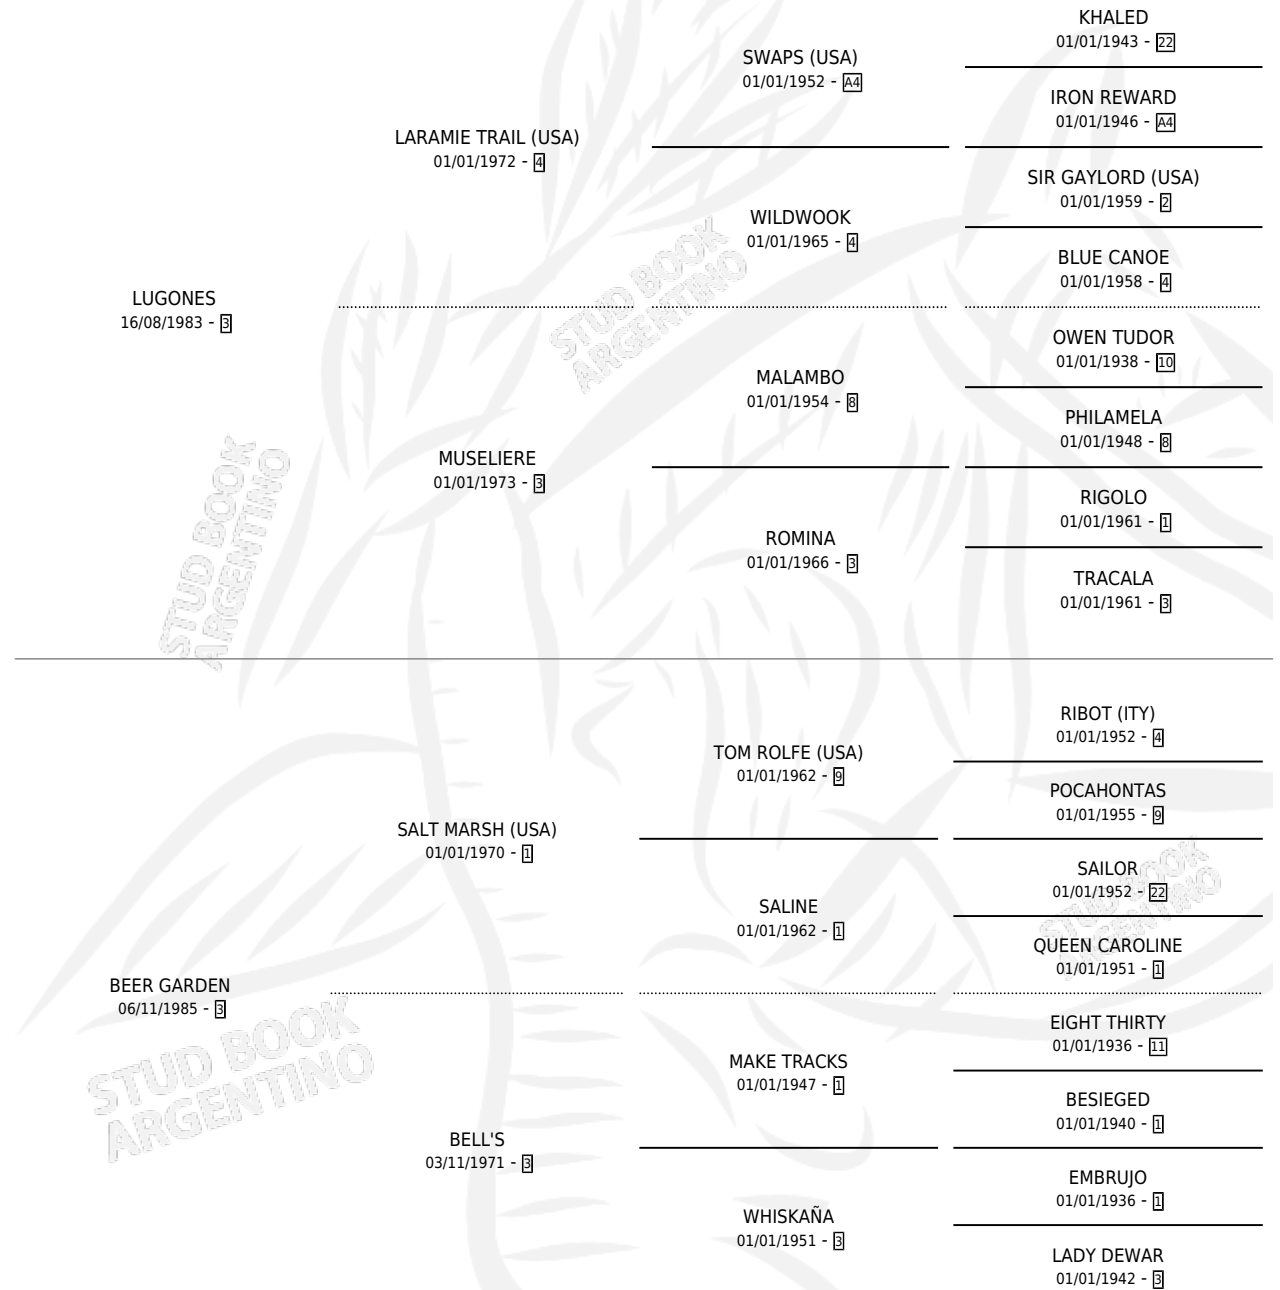 LUGONES
16/08/1983 - 3
LARAMIE TRAIL (USA)
01/01/1972 - 4
SWAPS (USA)
01/01/1952 - A4
KHALED
01/01/1943 - 22
IRON REWARD
01/01/1946 - A4
WILDWOOK
01/01/1965 - 4
SIR GAYLORD (USA)
01/01/1959 - 2
BLUE CANOE
01/01/1958 - 4
MUSELIERE
01/01/1973 - 3
MALAMBO
01/01/1954 - 8
OWEN TUDOR
01/01/1938 - 10
PHILAMELA
01/01/1948 - 8
ROMINA
01/01/1966 - 3
RIGOLO
01/01/1961 - 1
TRACALA
01/01/1961 - 3
BEER GARDEN
06/11/1985 - 3
SALT MARSH (USA)
01/01/1970 - 1
TOM ROLFE (USA)
01/01/1962 - 9
RIBOT (ITY)
01/01/1952 - 4
POCAHONTAS
01/01/1955 - 9
SALINE
01/01/1962 - 1
SAILOR
01/01/1952 - 22
QUEEN CAROLINE
01/01/1951 - 1
BELL'S
03/11/1971 - 3
MAKE TRACKS
01/01/1947 - 1
EIGHT THIRTY
01/01/1936 - 11
BESIEGED
01/01/1940 - 1
WHISKAÑA
01/01/1951 - 3
EMBRUJO
01/01/1936 - 1
LADY DEWAR
01/01/1942 - 3
STUD BOOK
ARGENTINO
STUD BOOK
ARGENTINO
STUD BOOK
ARGENTINO
STUD BOOK
ARGENTINO